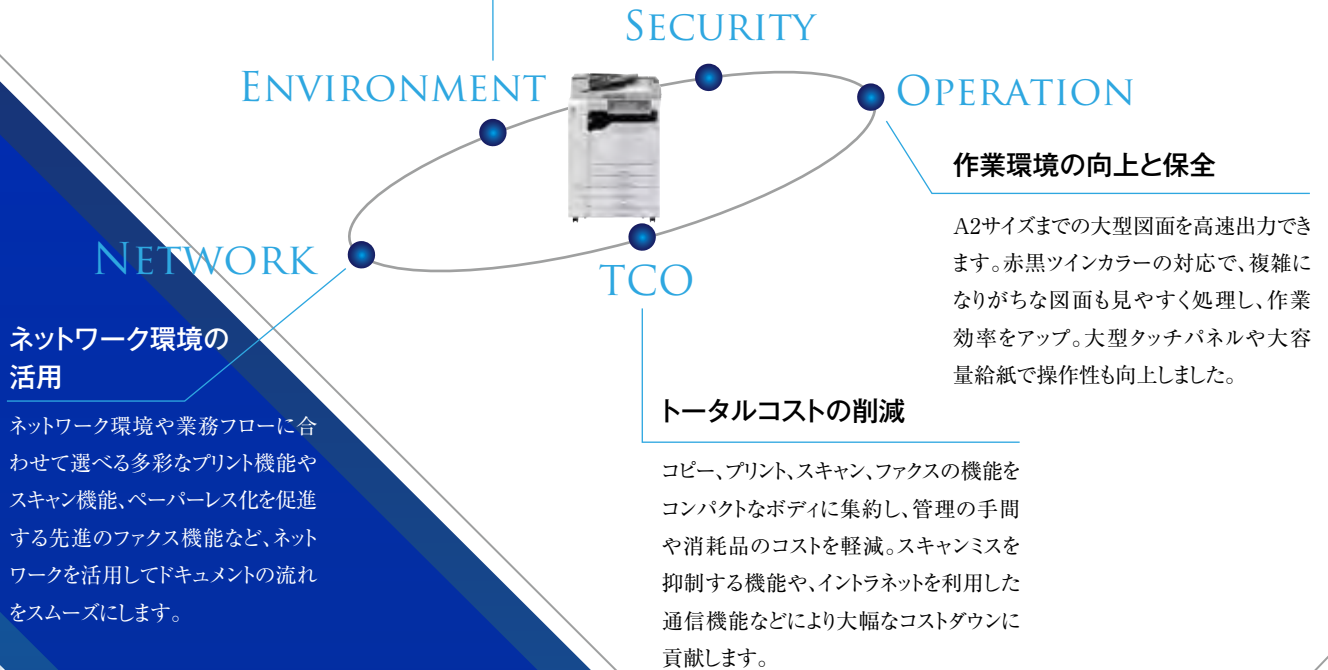 SECURITY
ENVIRONMENT
OPERATION
作業環境の向上と保全
A2サイズまでの大型図面を高速出力でき
ます。赤黒ツインカラーの対応で、複雑に
なりがちな図面も見やすく処理し、作業
効率をアップ。大型タッチパネルや大容
量給紙で操作性も向上しました。
NETWORK
ネットワーク環境の
活用
ネットワーク環境や業務フローに合
わせて選べる多彩なプリント機能や
スキャン機能、ペーパーレス化を促進
する先進のファクス機能など、ネット
ワークを活用してドキュメントの流れ
をスムーズにします。
TCO
トータルコストの削減
コピー、プリント、スキャン、ファクスの機能を
コンパクトなボディに集約し、管理の手間
や消耗品のコストを軽減。スキャンミスを
抑制する機能や、イントラネットを利用した
通信機能などにより大幅なコストダウンに
貢献します。